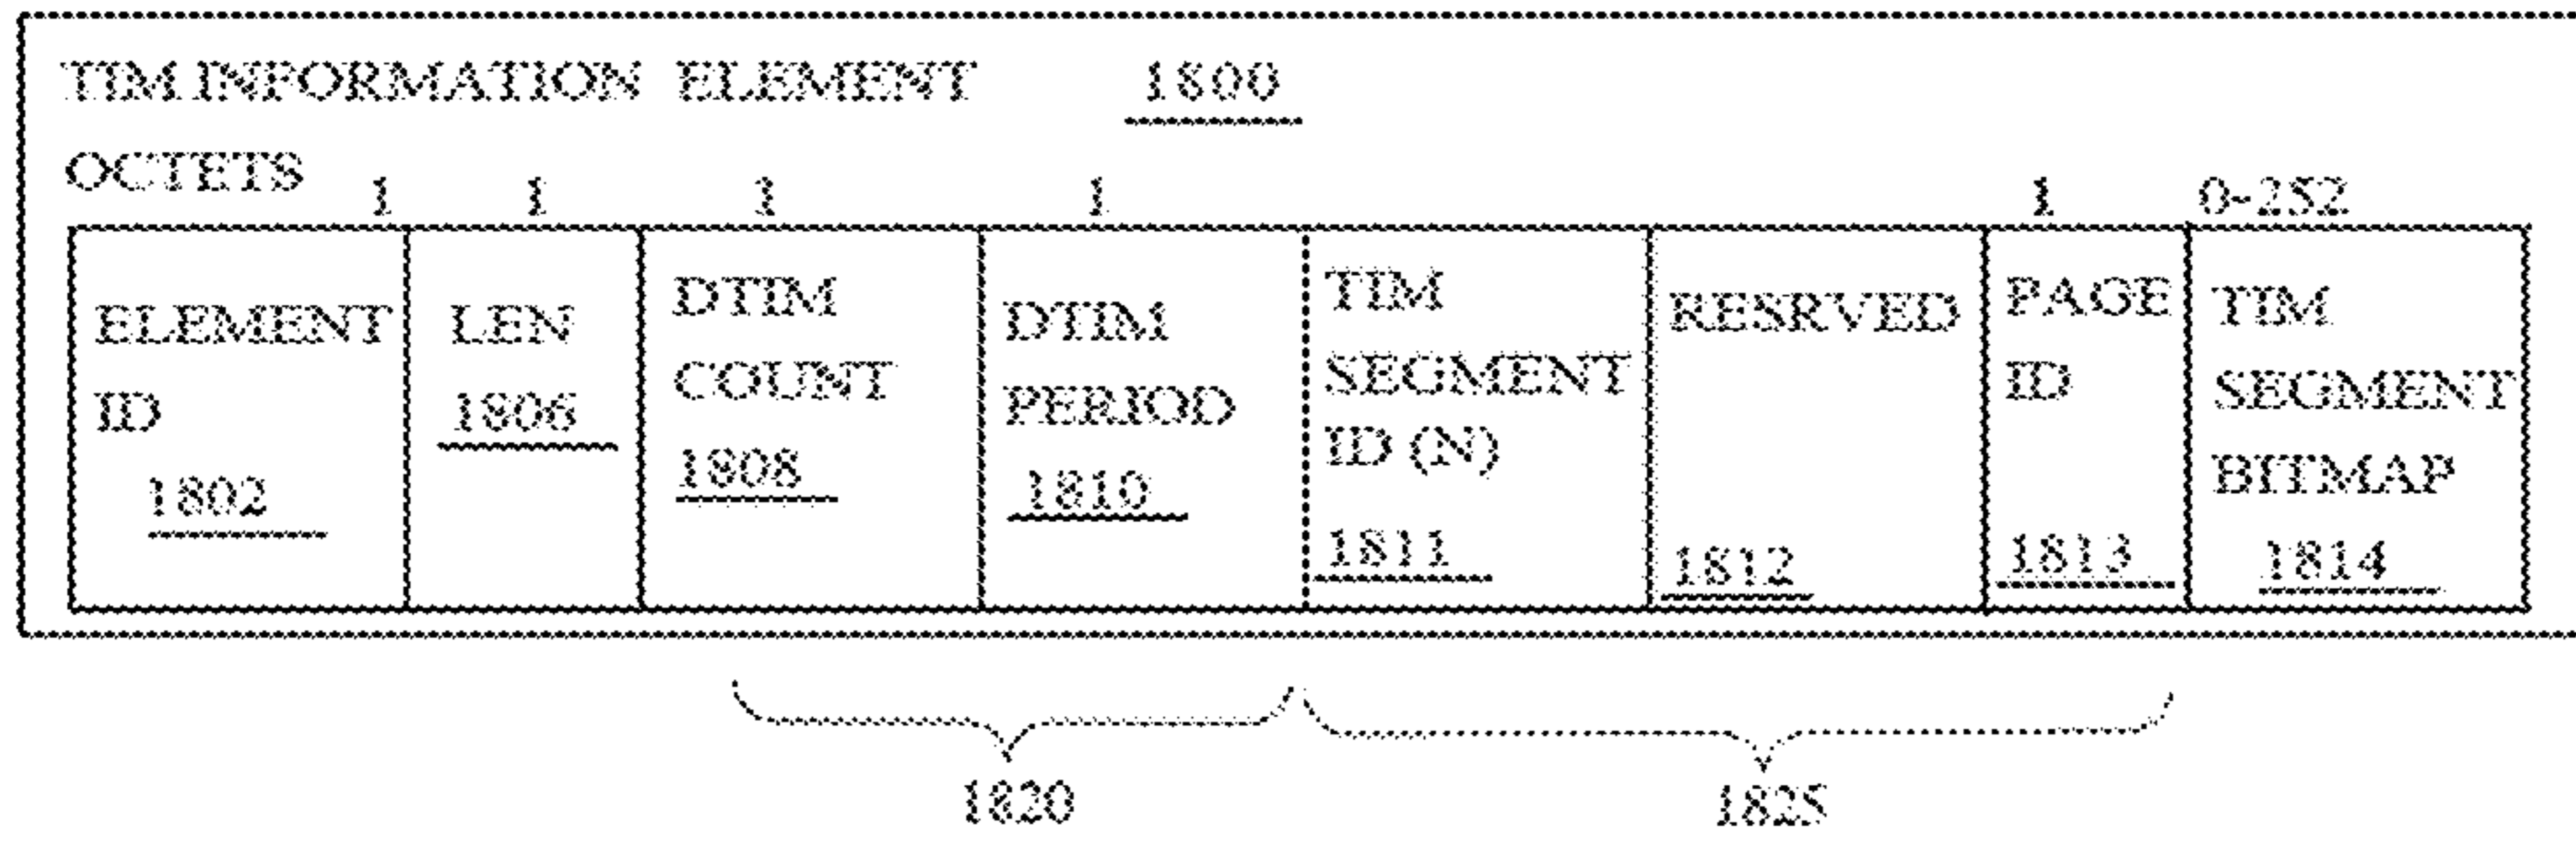 TIM INFORMATION ELEMENT 1800
OCTETS 1 1 1 1 1 0-252
ELEMENT
ID
1802
LEN
1806
DTIM
COUNT
1808
DTIM
PERIOD
1810
TIM
SEGMENT
ID (N)
1811
RESRVED
1812
PAGE
ID
1813
TIM
SEGMENT
BITMAP
1814
1820
1825